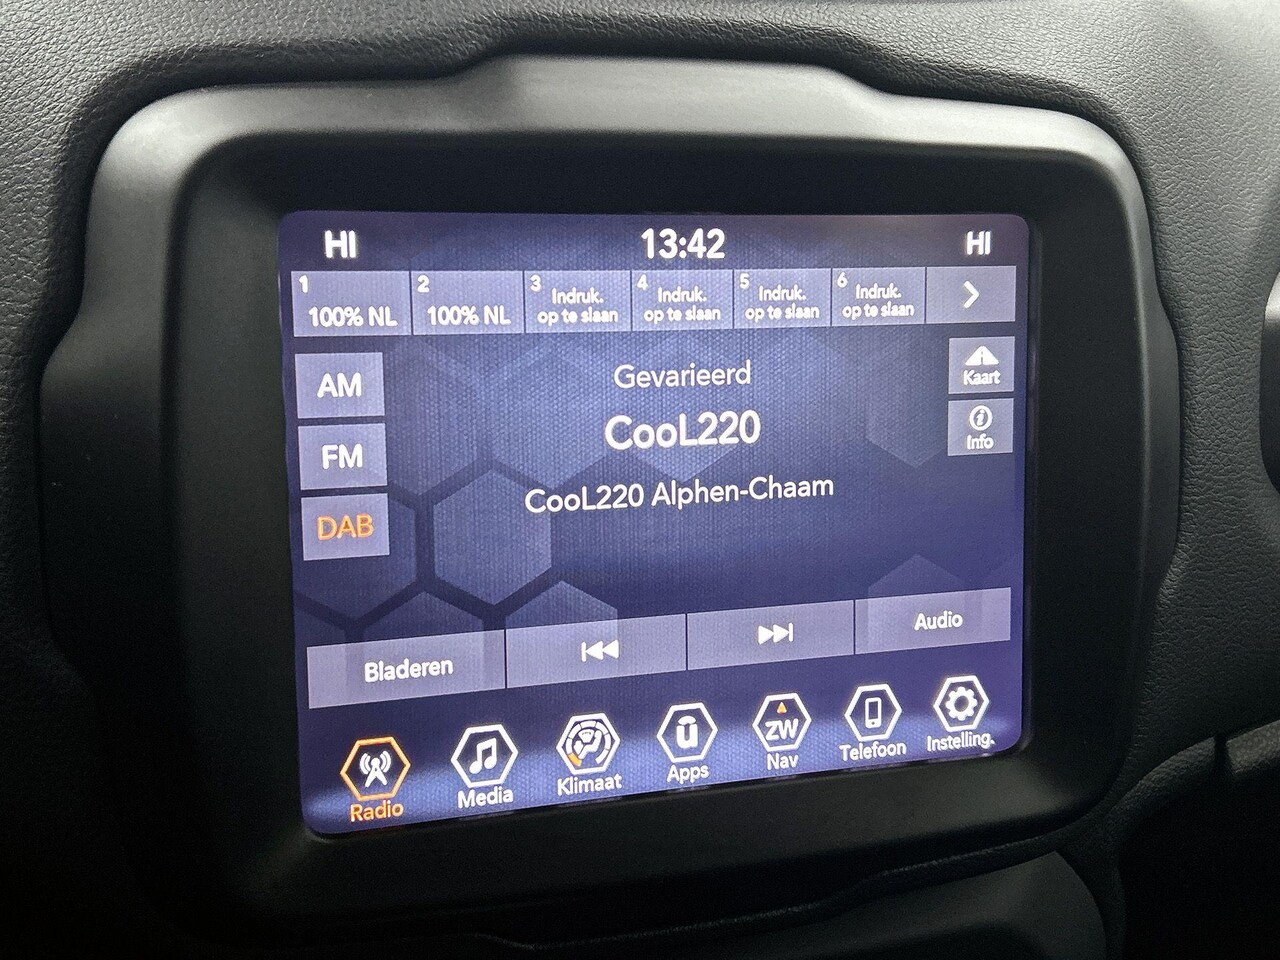 HI 13:42 HI
1 100% NL
2 100% NL
3 Indruk.
op te slaan
4 Indruk.
op te slaan
5 Indruk.
op te slaan
6 Indruk.
op te slaan
AM
FM
DAB
Gevarieerd
CooL220
CooL220 Alphen-Chaam
Kaart
Info
Bladeren
Audio
Radio
Media
Klimaat
Apps
ZW
Nav
Telefoon
Instelling.